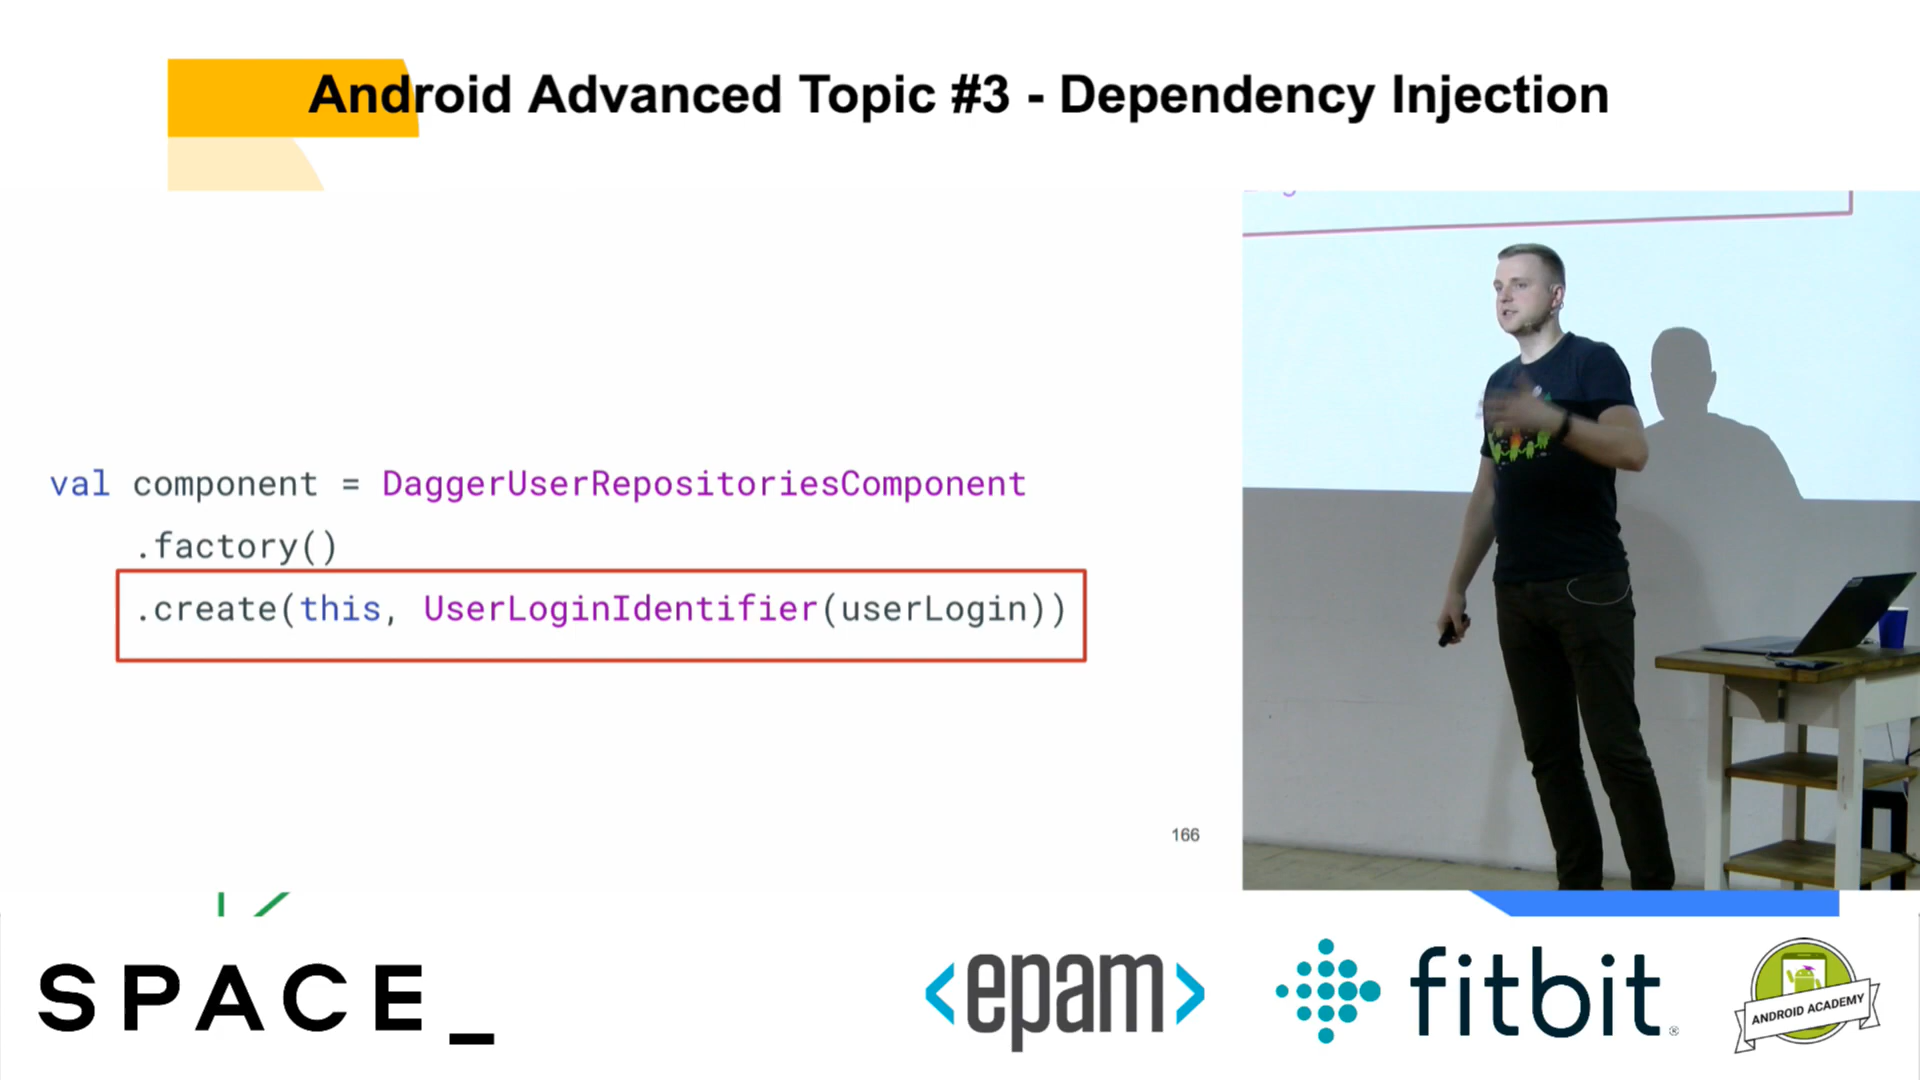 Android Advanced Topic #3 - Dependency Injection
val component = DaggerUserRepositoriesComponent
.factory()
.create(this, UserLoginIdentifier(userLogin))
166
SPACE_
<epam>
fitbit®
ANDROID ACADEMY